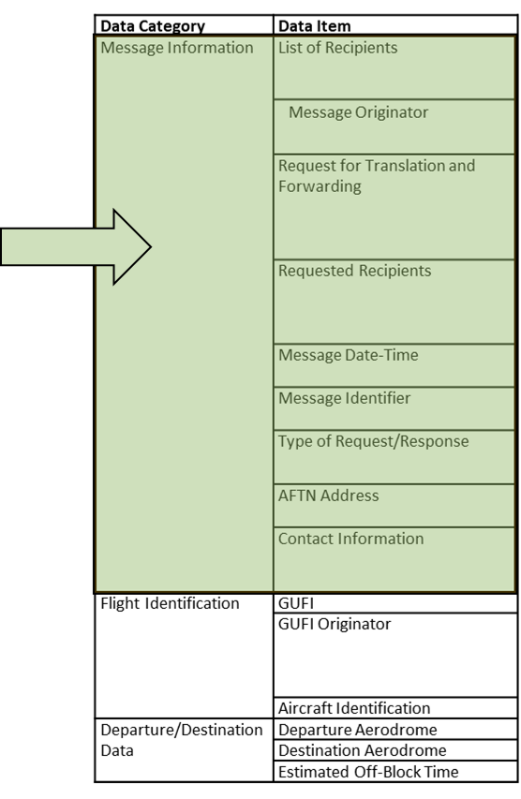 Data Category Data Item
Message Information List of Recipients
Message Originator
Request for Translation and
Forwarding
Requested Recipients
Message Date-Time
Message Identifier
Type of Request/Response
AFTN Address
Contact Information
Flight Identification GUFI
GUFI Originator
Aircraft Identification
Departure/Destination Departure Aerodrome
Data Destination Aerodrome
Estimated Off-Block Time